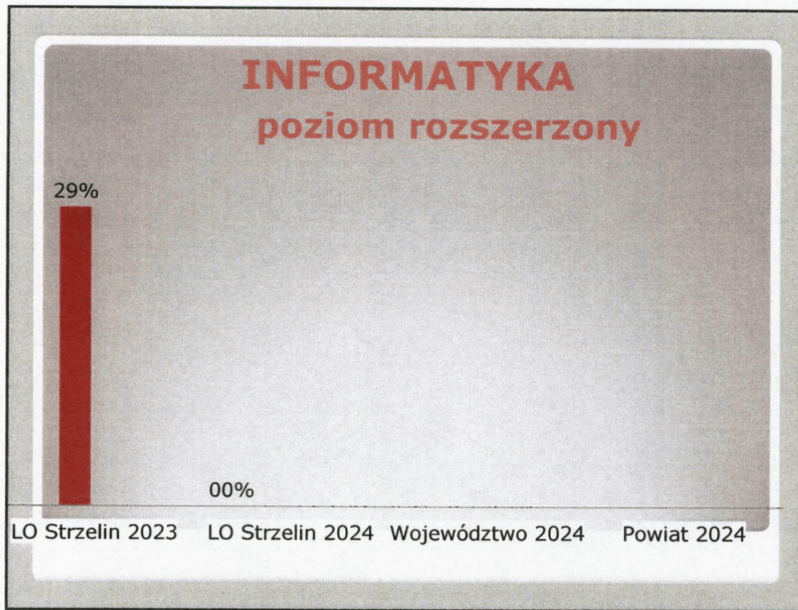 INFORMATYKA
poziom rozszerzony
29%
00%
LO Strzelin 2023 LO Strzelin 2024 Województwo 2024 Powiat 2024